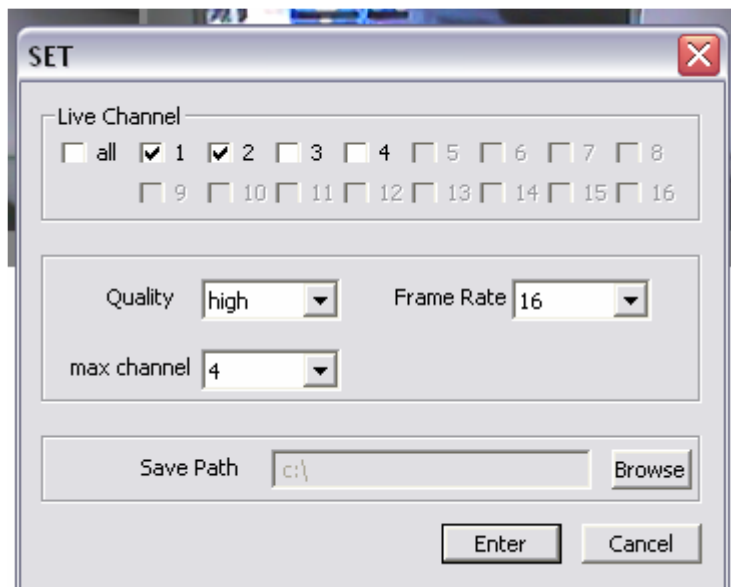 SET
Live Channel
all 1 2 3 4 5 6 7 8
9 10 11 12 13 14 15 16
Quality high Frame Rate 16
max channel 4
Save Path c:\ Browse
Enter Cancel